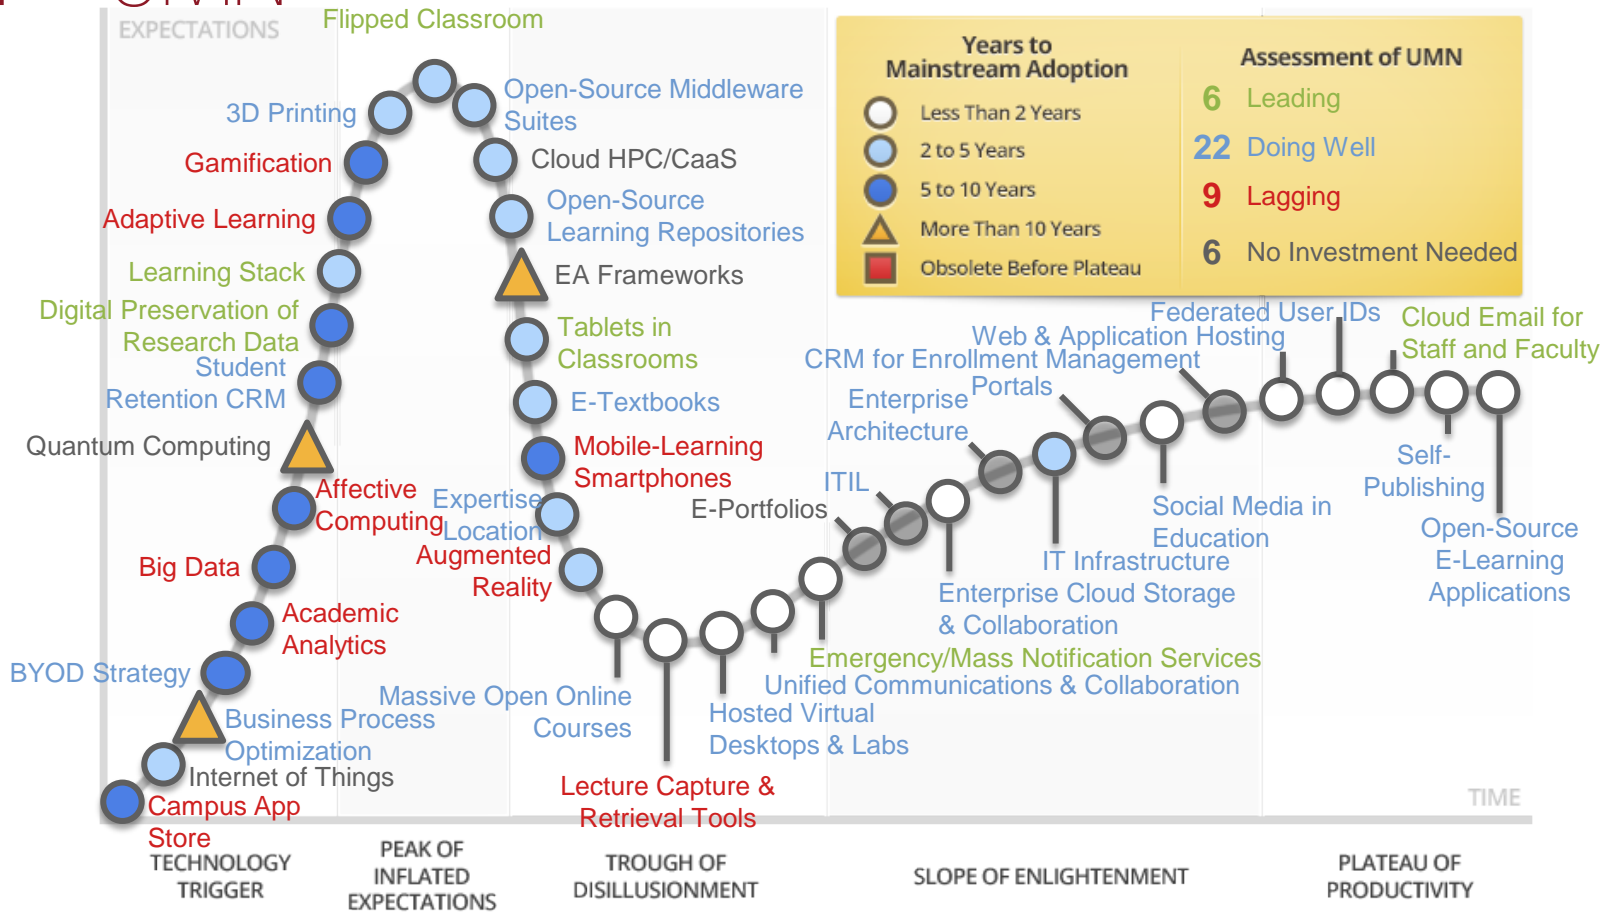 UMN
EXPECTATIONS
Flipped Classroom
3D Printing
Open-Source Middleware
Suites
Gamification
Cloud HPC/CaaS
Adaptive Learning
Open-Source
Learning Repositories
Learning Stack
EA Frameworks
Digital Preservation of
Research Data
Tablets in
Classrooms
Student
Retention CRM
E-Textbooks
Quantum Computing
Mobile-Learning
Smartphones
Affective
Computing
Expertise
Location
Big Data
Augmented
Reality
Academic
Analytics
BYOD Strategy
Business Process
Optimization
Internet of Things
Campus App
Store
Massive Open Online
Courses
Lecture Capture &
Retrieval Tools
Hosted Virtual
Desktops & Labs
Unified Communications & Collaboration
Emergency/Mass Notification Services
E-Portfolios
ITIL
Enterprise Cloud Storage
& Collaboration
Enterprise
Architecture
IT Infrastructure
Portals
Social Media in
Education
CRM for Enrollment Management
Web & Application Hosting
Federated User IDs
Cloud Email for
Staff and Faculty
Self-
Publishing
Open-Source
E-Learning
Applications
Years to
Mainstream Adoption
Less Than 2 Years
2 to 5 Years
5 to 10 Years
More Than 10 Years
Obsolete Before Plateau
Assessment of UMN
6 Leading
22 Doing Well
9 Lagging
6 No Investment Needed
TIME
TECHNOLOGY
TRIGGER
PEAK OF
INFLATED
EXPECTATIONS
TROUGH OF
DISILLUSIONMENT
SLOPE OF ENLIGHTENMENT
PLATEAU OF
PRODUCTIVITY